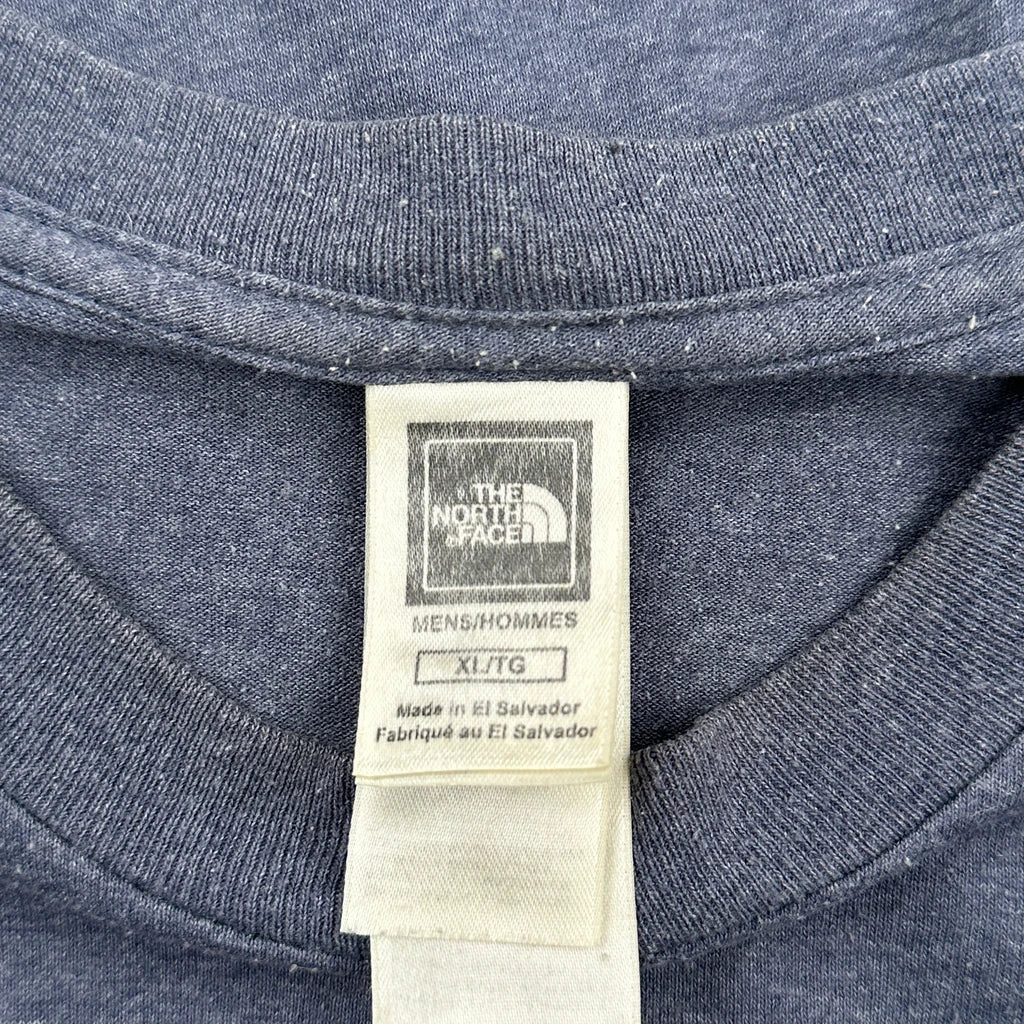 THE
NORTH
FACE
MENS/HOMMES
XL/TG
Made in El Salvador
Fabriqué au El Salvador